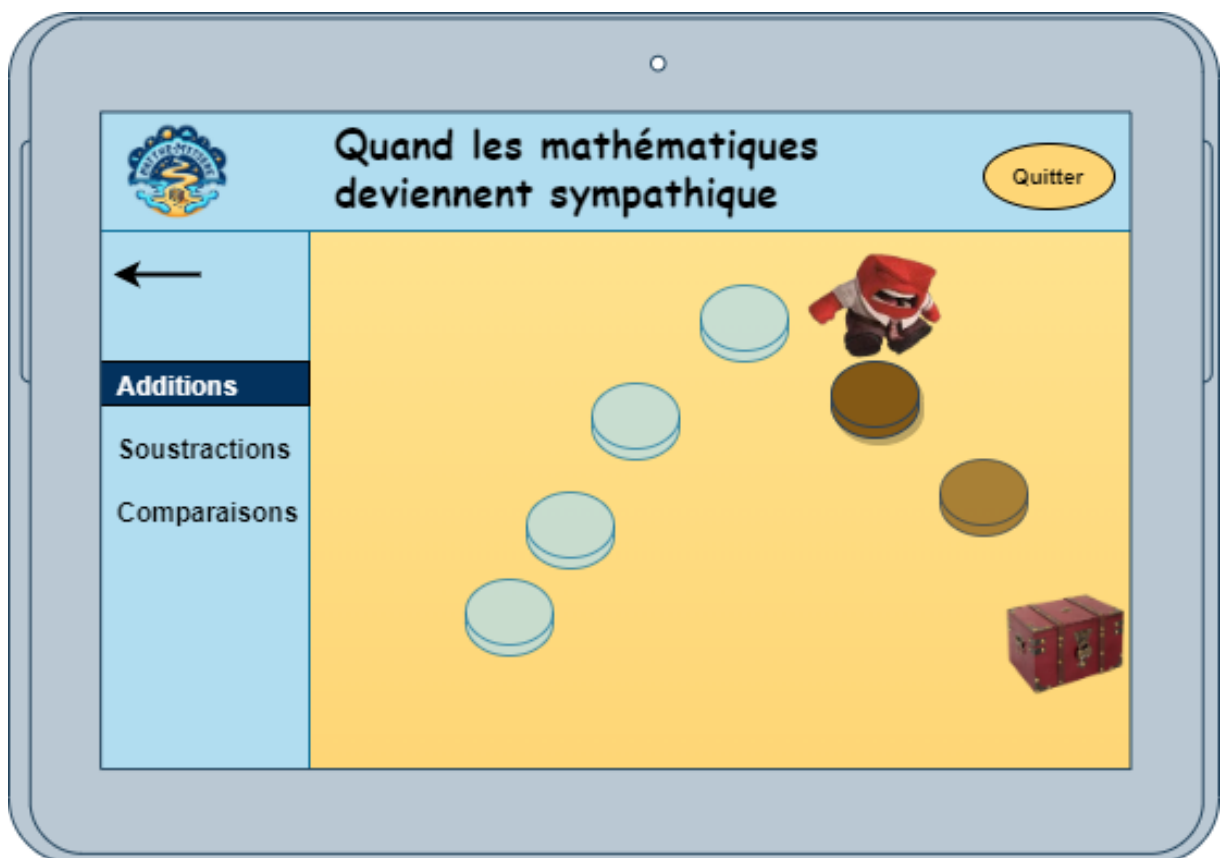 Quand les mathématiques
deviennent sympathique
Quitter
Additions
Soustractions
Comparaisons